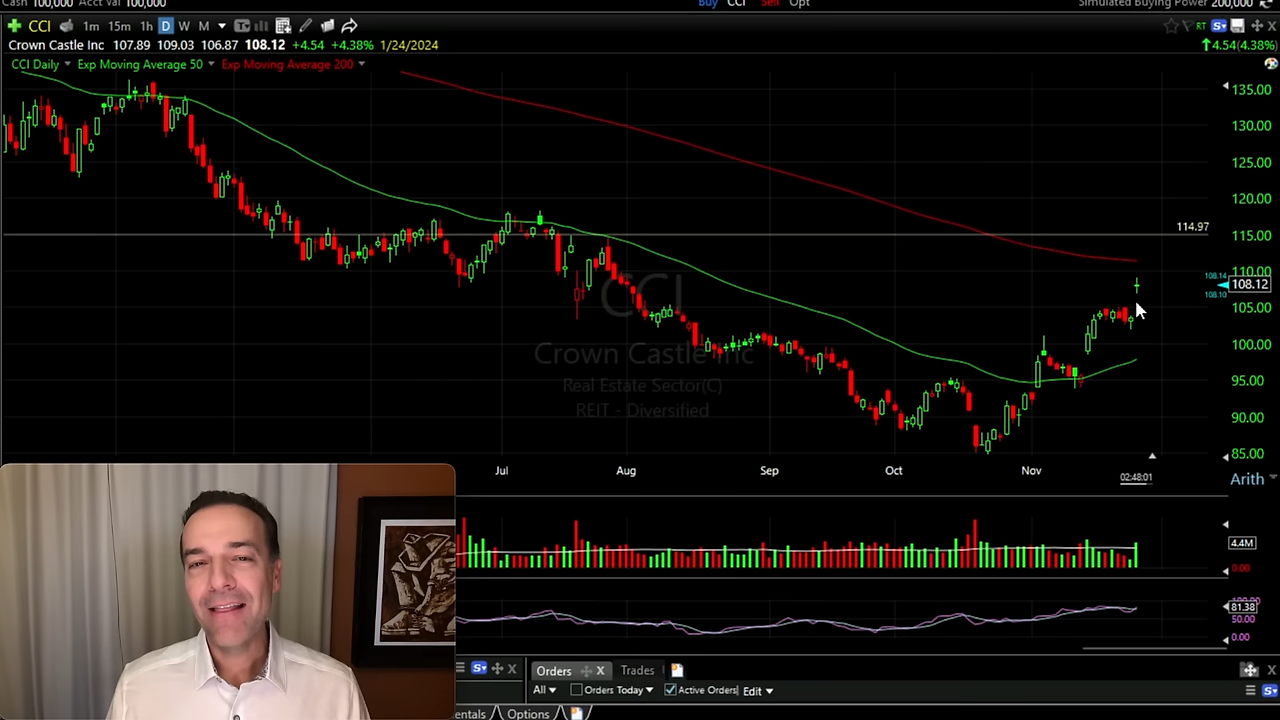 Cash 100,000 Acct Val 100,000 Buy CCI Sell Opt Simulated Buying Power 200,000
CCI 1m 15m 1h D W M T RT S
Crown Castle Inc 107.89 109.03 106.87 108.12 +4.54 +4.38% 1/24/2024 4.54(4.38%)
CCI Daily Exp Moving Average 50 Exp Moving Average 200
135.00
130.00
125.00
120.00
114.97
115.00
110.00
108.14
108.12
108.10
105.00
100.00
95.00
90.00
85.00
CCI
Crown Castle Inc
Real Estate Sector(C)
REIT - Diversified
Jul Aug Sep Oct Nov
02:48:01
Arith
4.4M
0.00
81.38
50.00
0.00
S Orders X Trades
All Orders Today Active Orders Edit S
entals Options